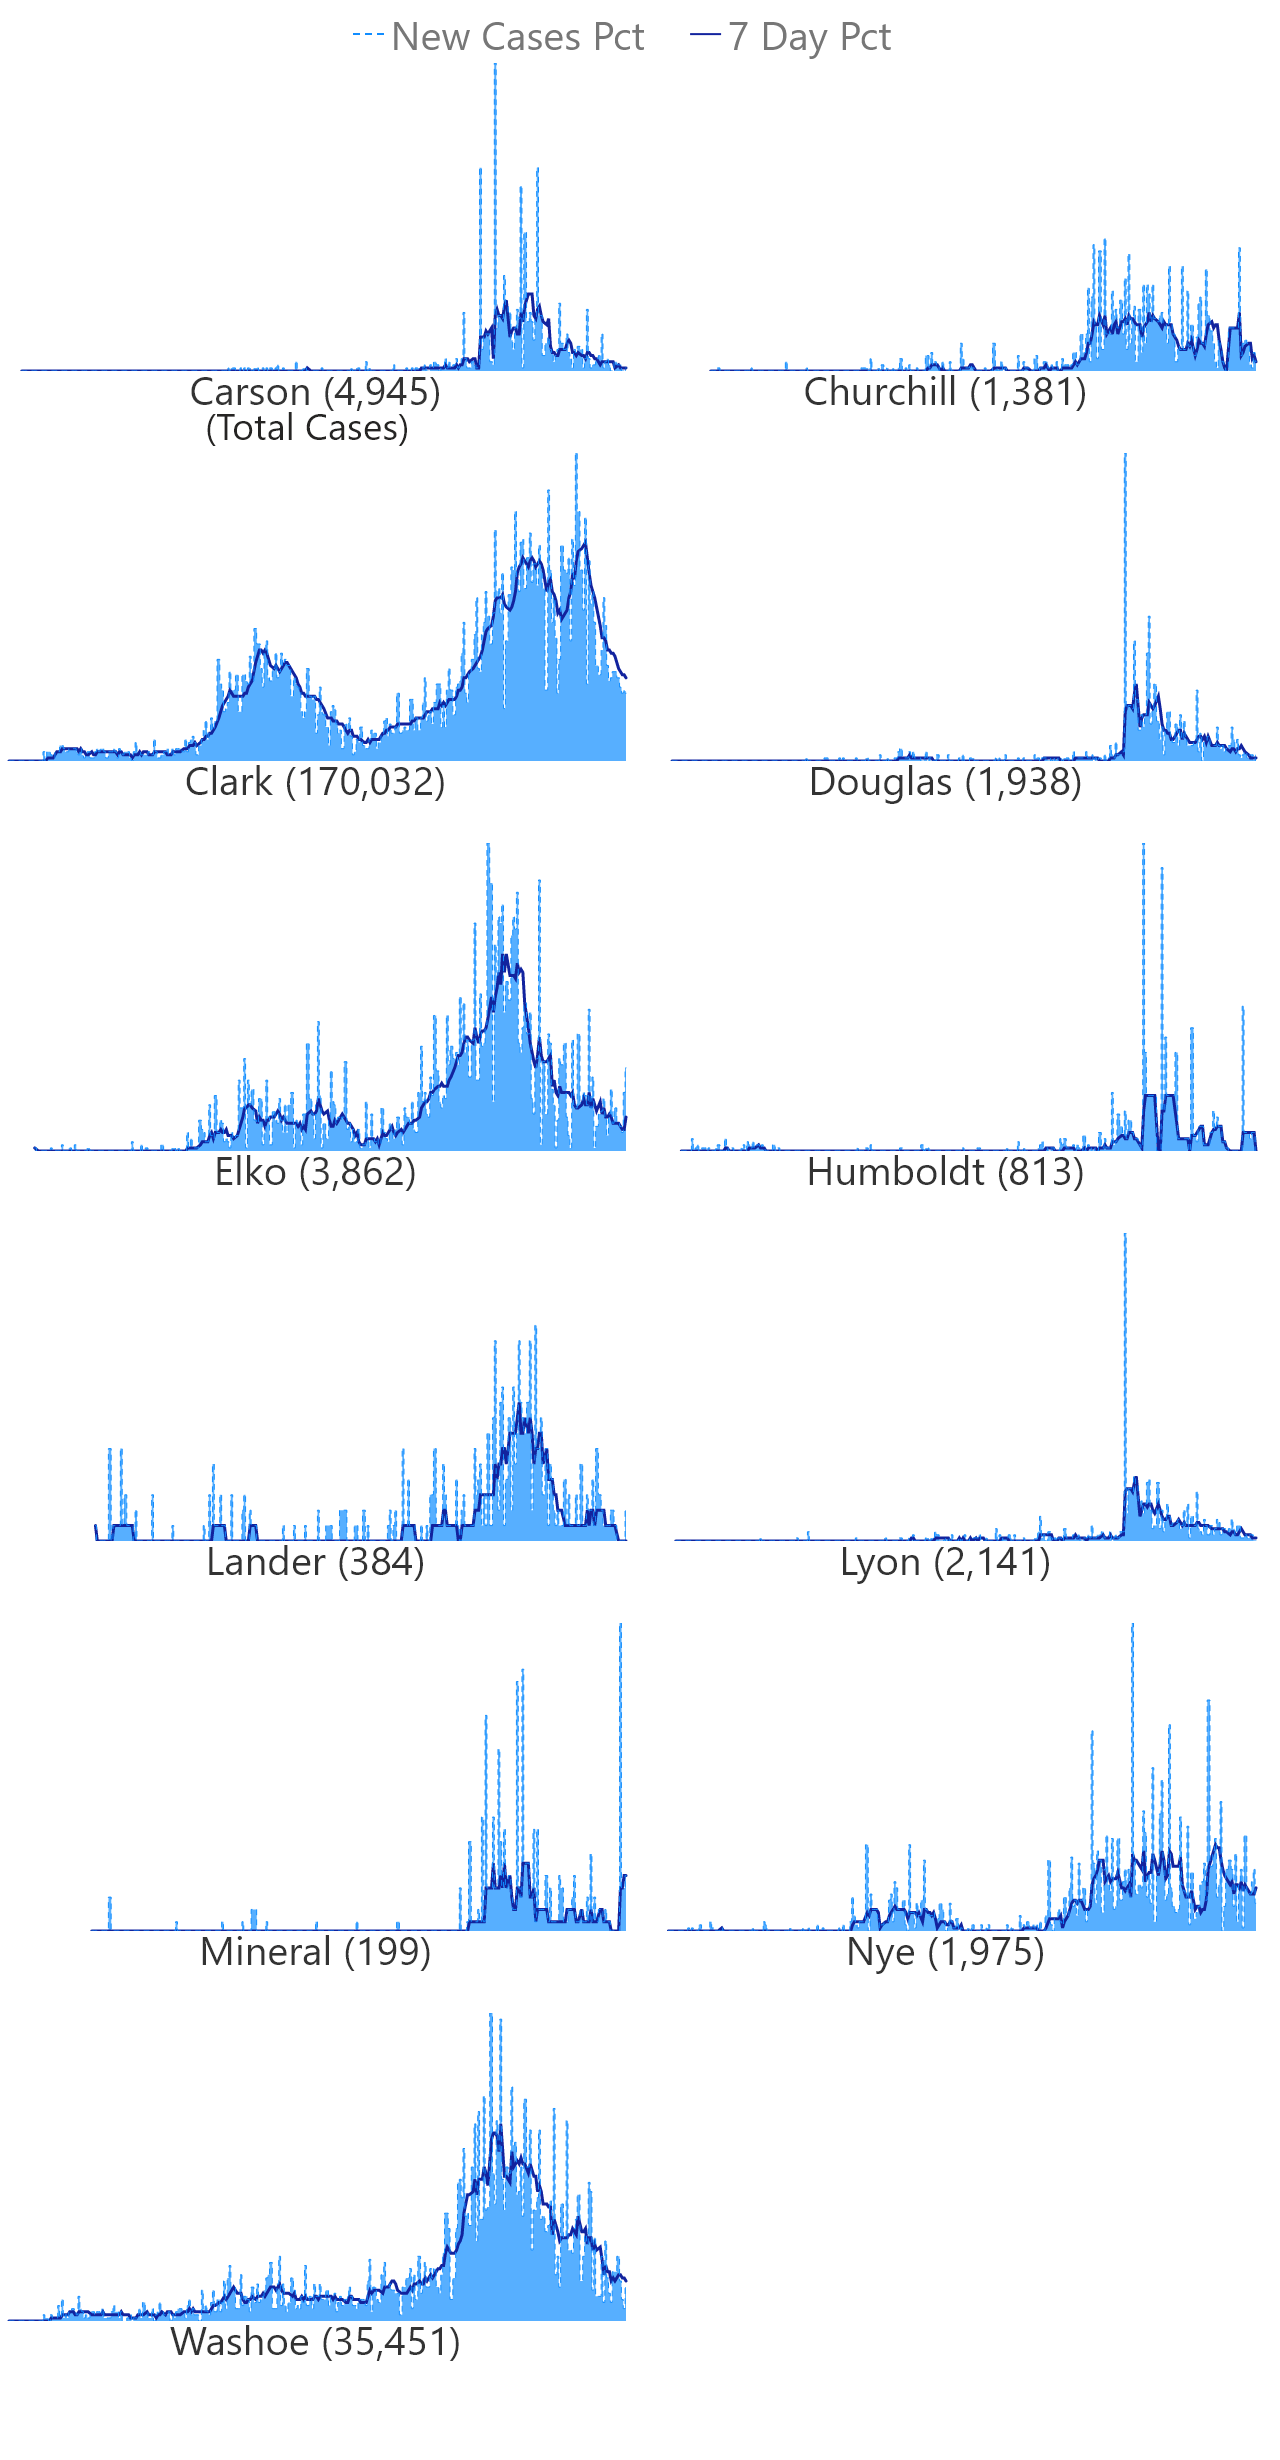 New Cases Pct 7 Day Pct
Carson (4,945) Churchill (1,381)
(Total Cases)
Clark (170,032) Douglas (1,938)
Elko (3,862) Humboldt (813)
Lander (384) Lyon (2,141)
Mineral (199) Nye (1,975)
Washoe (35,451)